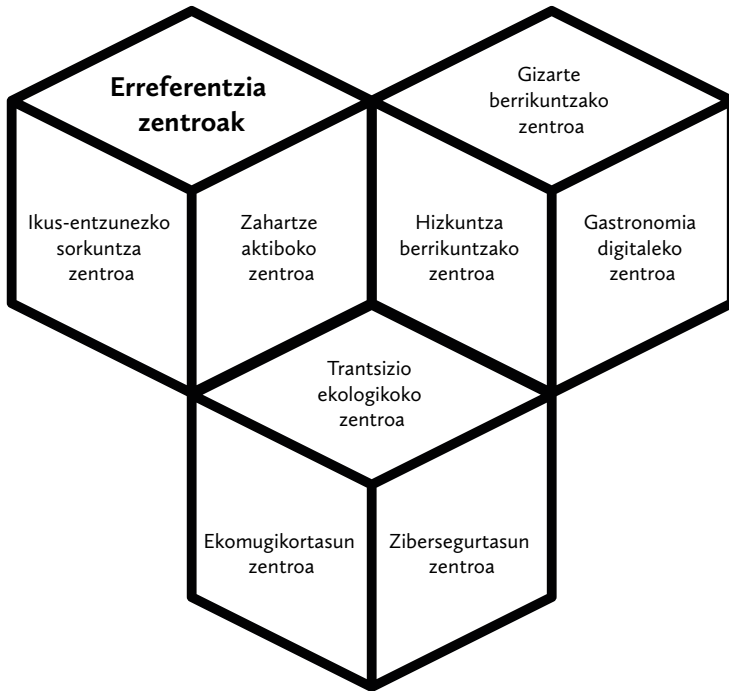 Erreferentzia
zentroak
Gizarte
berrikuntzako
zentroa
Ikus-entzunezko
sorkuntza
zentroa
Zahartze
aktiboko
zentroa
Hizkuntza
berrikuntzako
zentroa
Gastronomia
digitaleko
zentroa
Trantsizio
ekologikoko
zentroa
Ekomugikortasun
zentroa
Zibersegurtasun
zentroa